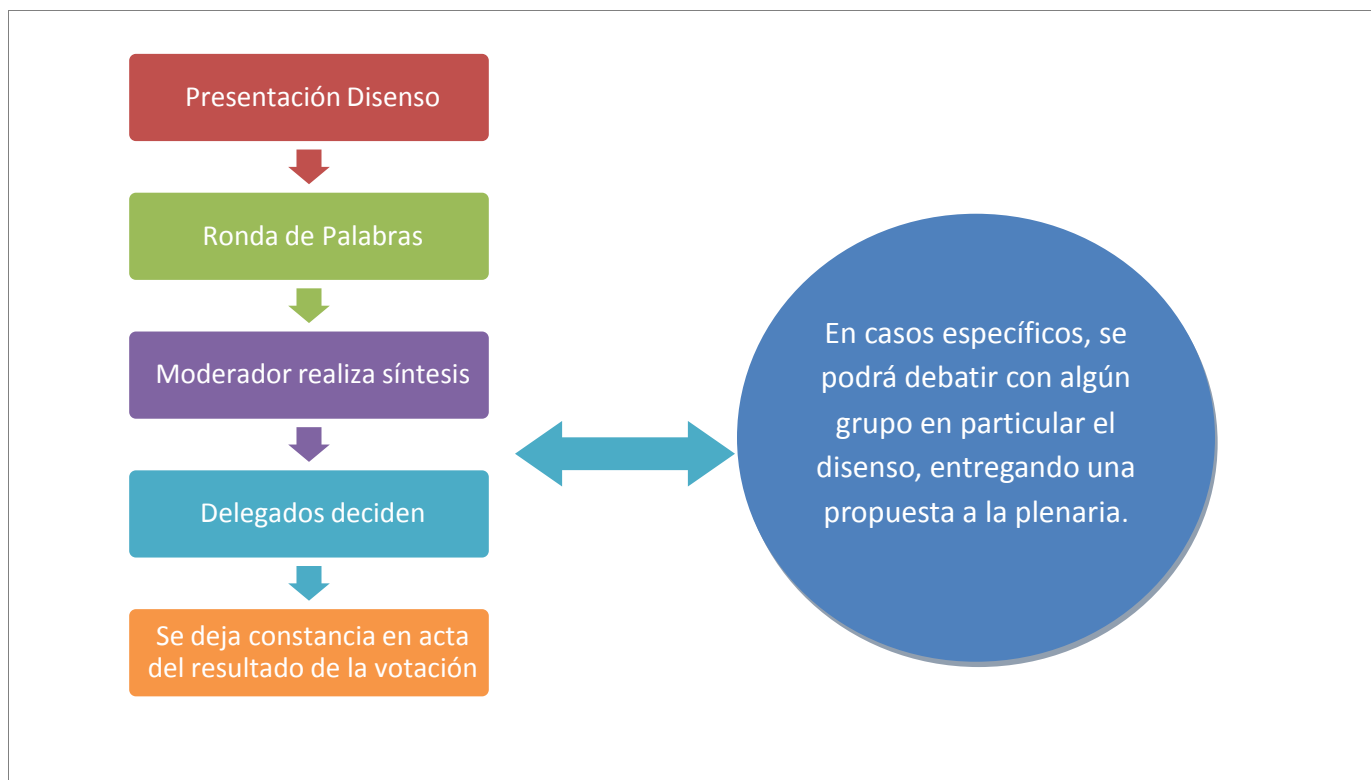 Presentación Disenso
Ronda de Palabras
Moderador realiza síntesis
Delegados deciden
Se deja constancia en acta
del resultado de la votación
En casos específicos, se
podrá debatir con algún
grupo en particular el
disenso, entregando una
propuesta a la plenaria.